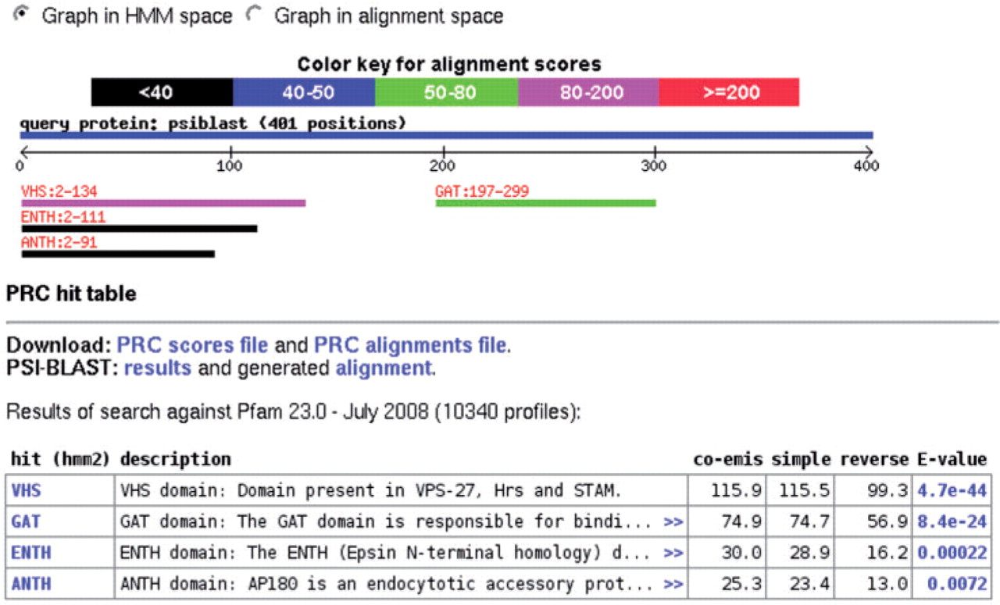 Graph in HMM space Graph in alignment space
Color key for alignment scores
<40 40-50 50-80 80-200 >=200
query protein: psiblast (401 positions)
0 100 200 300 400
VHS:2-134 GAT:197-299
ENTH:2-111
ANTH:2-91
PRC hit table
Download: PRC scores file and PRC alignments file.
PSI-BLAST: results and generated alignment.
Results of search against Pfam 23.0 - July 2008 (10340 profiles):
hit (hmm2) description co-emis simple reverse E-value
VHS VHS domain: Domain present in VPS-27, Hrs and STAM. 115.9 115.5 99.3 4.7e-44
GAT GAT domain: The GAT domain is responsible for bindi... >> 74.9 74.7 56.9 8.4e-24
ENTH ENTH domain: The ENTH (Epsin N-terminal homology) d... >> 30.0 28.9 16.2 0.00022
ANTH ANTH domain: AP180 is an endocytotic accessory prot... >> 25.3 23.4 13.0 0.0072